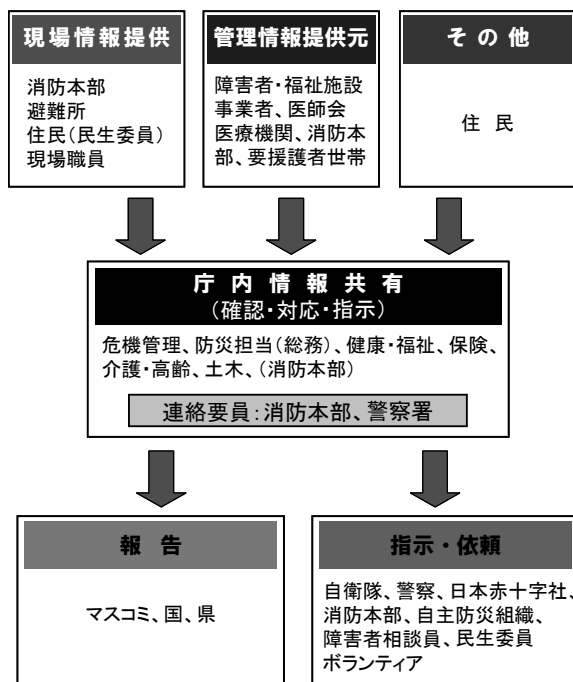 現場情報提供
消防本部
避難所
住民(民生委員)
現場職員
管理情報提供元
障害者・福祉施設
事業者、医師会
医療機関、消防本
部、要援護者世帯
その他
住 民
庁内情報共有
(確認・対応・指示)
危機管理、防災担当(総務)、健康・福祉、保険、
介護・高齢、土木、(消防本部)
連絡要員:消防本部、警察署
報 告
マスコミ、国、県
指示・依頼
自衛隊、警察、日本赤十字社、
消防本部、自主防災組織、
障害者相談員、民生委員
ボランティア